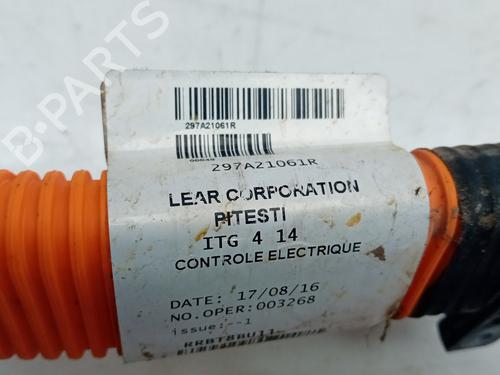 297A21061R
00049
297A21061R
LEAR CORPORATION
PITESTI
ITG 4 14
CONTROLE ELECTRIQUE
DATE: 17/08/16
NO.OPER:003268
issue:--1
B-PARTS